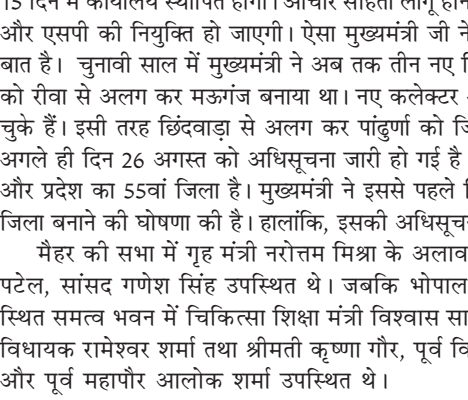 15 दिन में कार्यालय स्थापित होगा। आचार संहिता लागू होन
और एसपी की नियुक्ति हो जाएगी। ऐसा मुख्यमंत्री जी ने
बात है। चुनावी साल में मुख्यमंत्री ने अब तक तीन नए
को रीवा से अलग कर मऊगंज बनाया था। नए कलेक्टर
चुके हैं। इसी तरह छिंदवाड़ा से अलग कर पांढुर्णा को
अगले ही दिन 26 अगस्त को अधिसूचना जारी हो गई है
और प्रदेश का 55वां जिला है। मुख्यमंत्री ने इससे पहले
जिला बनाने की घोषणा की है। हालांकि, इसकी अधिसूच
मैहर की सभा में गृह मंत्री नरोत्तम मिश्रा के अलाव
पटेल, सांसद गणेश सिंह उपस्थित थे। जबकि भोपाल
स्थित समत्व भवन में चिकित्सा शिक्षा मंत्री विश्वास सा
विधायक रामेश्वर शर्मा तथा श्रीमती कृष्णा गौर, पूर्व
और पूर्व महापौर आलोक शर्मा उपस्थित थे।